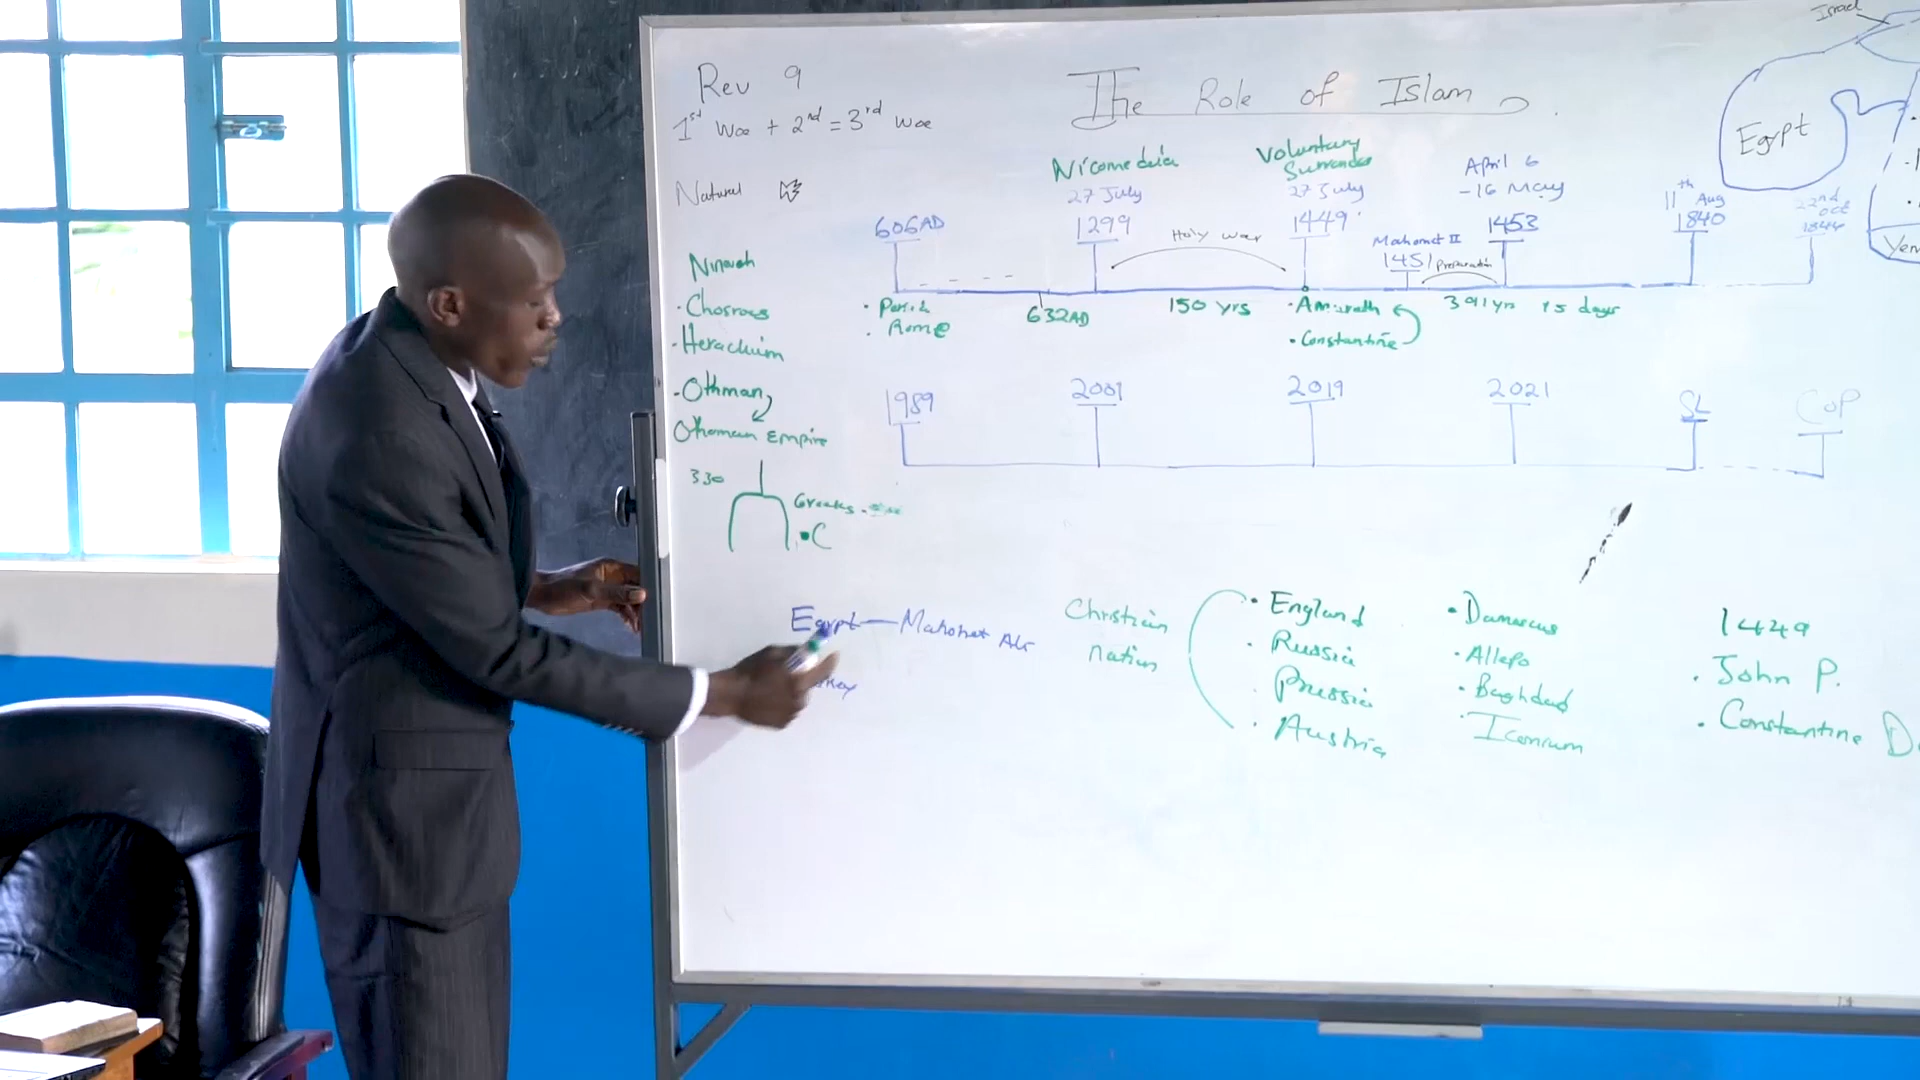 Rev 9
1st Woe + 2nd = 3rd woe
Natural
The Role of Islam
Israel
Egypt
Yem
Nicomedia
27 July
1299
Voluntary
Surrender
27 July
1449
April 6
-16 May
1453
11th Aug
1840
22nd
Oct
1844
606AD
Holy war
Mahomet II
1451
Preparation
632AD
150 yrs
391 yrs 15 days
• Persia
• Rome
• Amurath
• Constantine
Nineveh
• Chosroes
• Heraclium
• Othman
Othoman Empire
330
Greeks
• C
1989
2001
2019
2021
SL
CoP
Egypt — Mahomet Ali
Christian
nation
• England
• Russia
• Prussia
• Austria
• Damascus
• Allepo
• Baghdad
• Iconium
1449
• John P.
• Constantine D